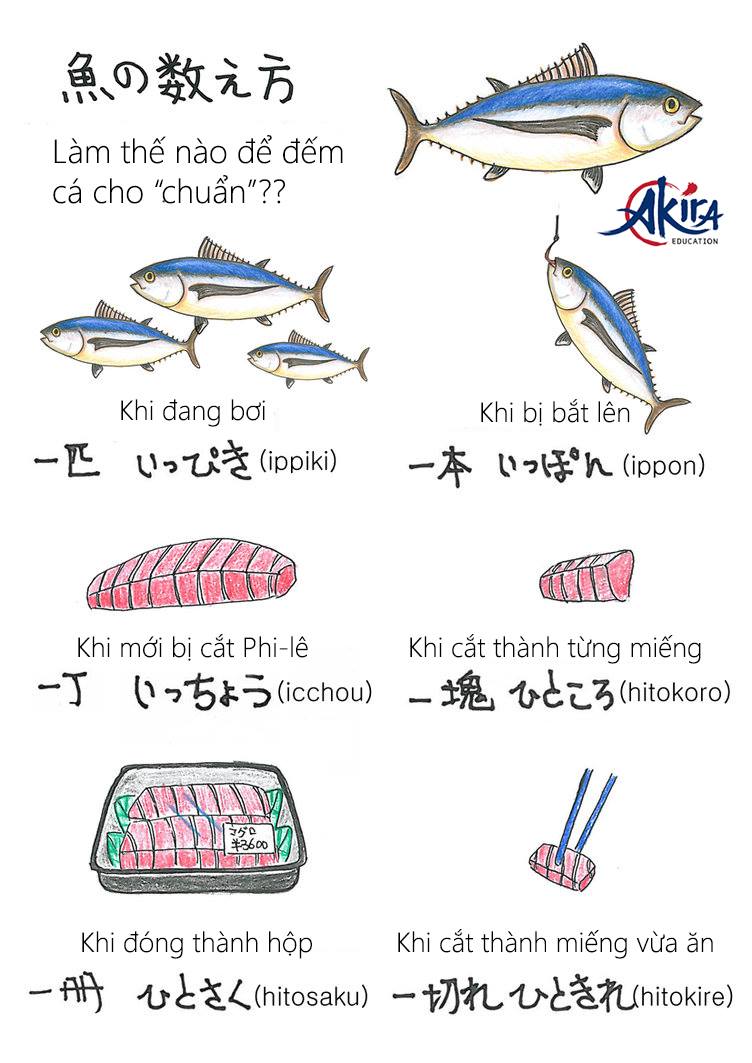 魚の数え方
Làm thế nào để đếm
cá cho “chuẩn”??
AkirA
EDUCATION
Khi đang bơi
一匹 いっぴき (ippiki)
Khi bị bắt lên
一本 いっぽん (ippon)
Khi mới bị cắt Phi-lê
一丁 いっちょう (icchou)
Khi cắt thành từng miếng
一塊 ひところ (hitokoro)
マグロ
¥3600
Khi đóng thành hộp
一冊 ひとさく (hitosaku)
Khi cắt thành miếng vừa ăn
一切れ ひときれ (hitokire)